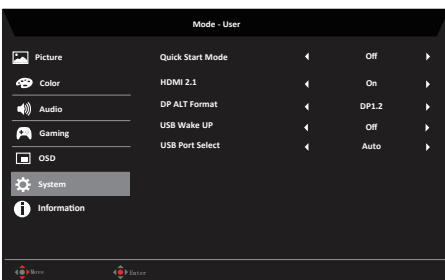 Mode - User
Picture
Color
Audio
Gaming
OSD
System
Information
Quick Start Mode Off
HDMI 2.1 On
DP ALT Format DP1.2
USB Wake UP Off
USB Port Select Auto
Move Enter